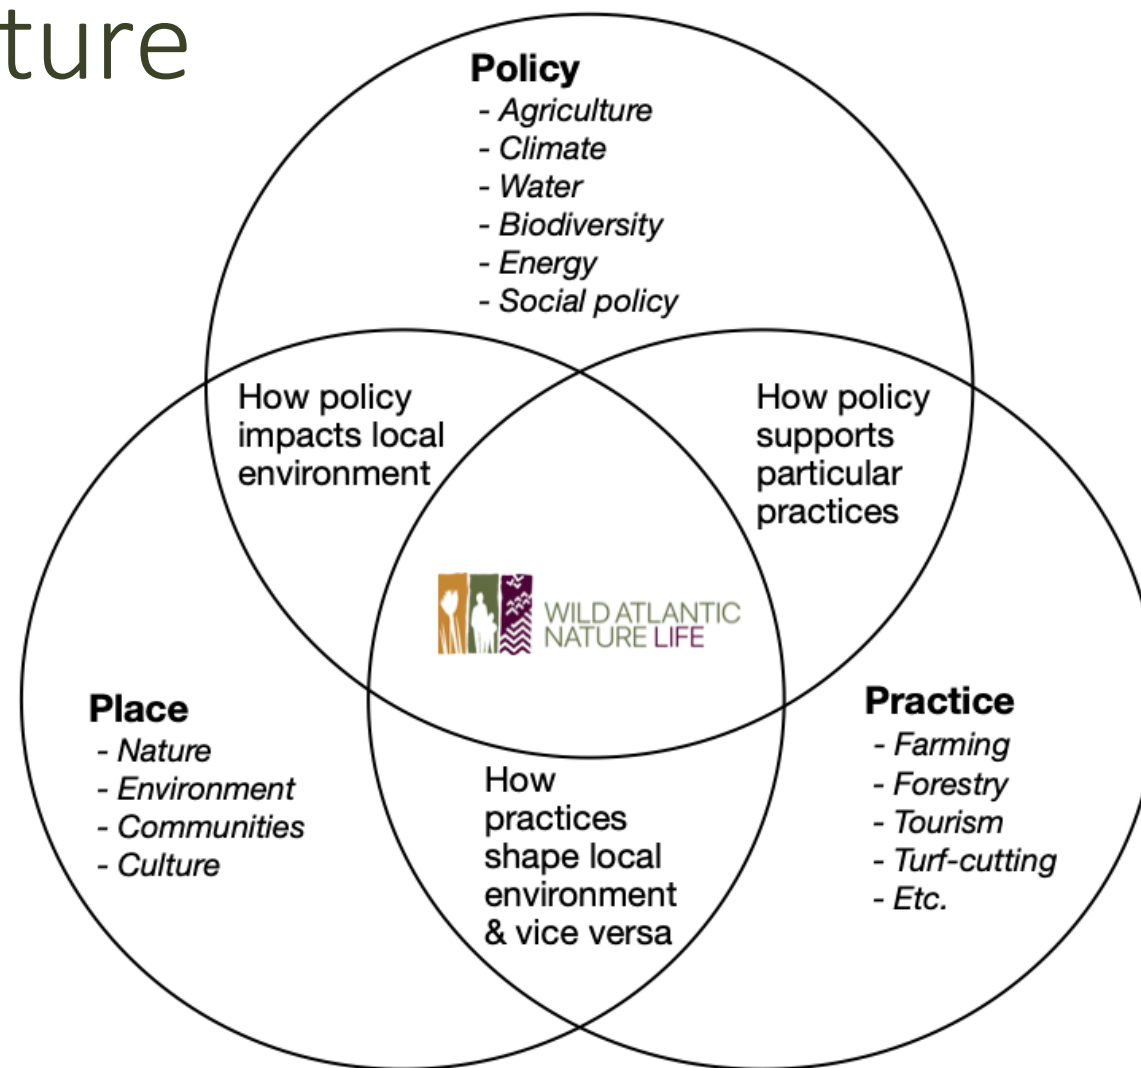 ture
Policy
- Agriculture
- Climate
- Water
- Biodiversity
- Energy
- Social policy
How policy
impacts local
environment
How policy
supports
particular
practices
WILD ATLANTIC
NATURE LIFE
Place
- Nature
- Environment
- Communities
- Culture
How
practices
shape local
environment
& vice versa
Practice
- Farming
- Forestry
- Tourism
- Turf-cutting
- Etc.